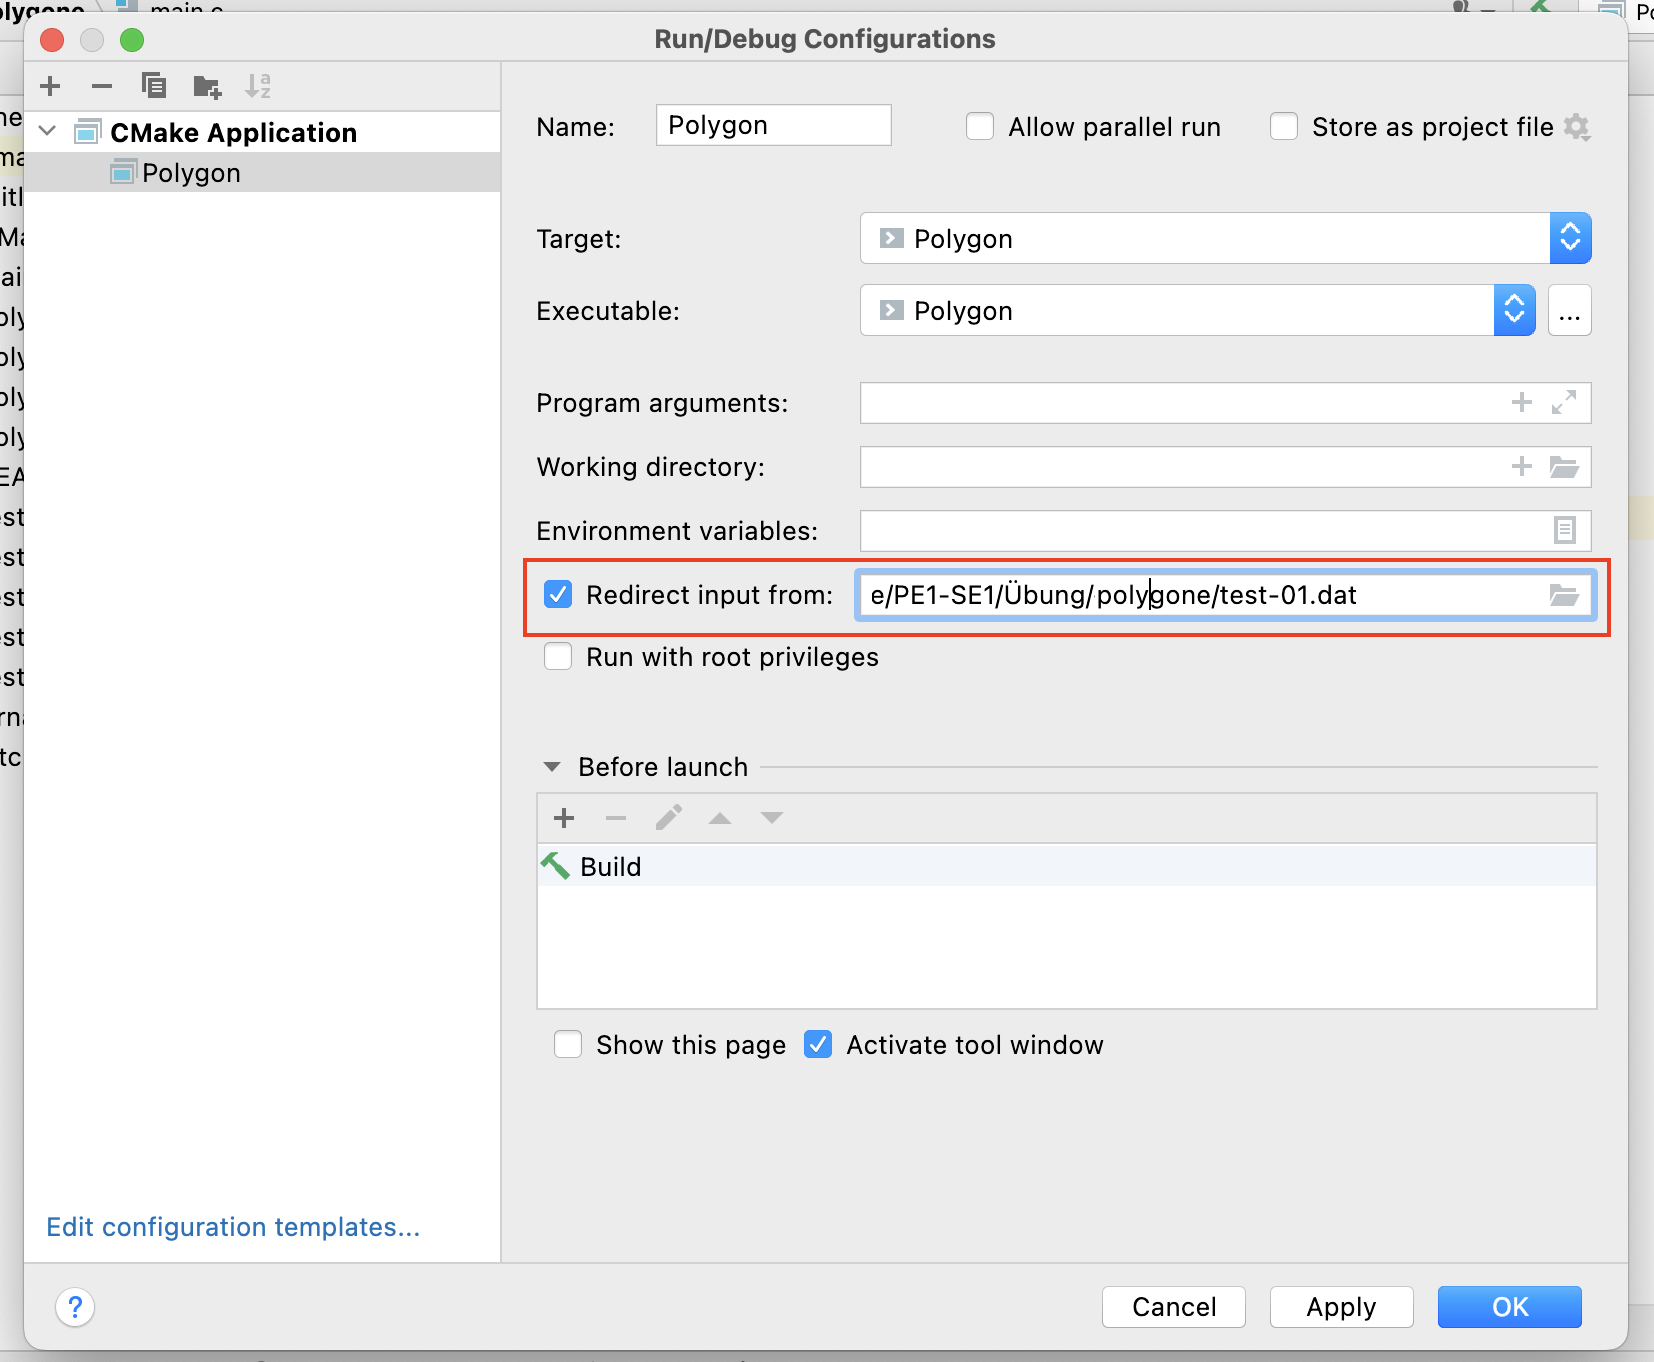 main.c
Run/Debug Configurations
CMake Application
Polygon
Name: Polygon Allow parallel run Store as project file
Target: Polygon
Executable: Polygon ...
Program arguments:
Working directory:
Environment variables:
Redirect input from: e/PE1-SE1/Übung/polygone/test-01.dat
Run with root privileges
Before launch
Build
Show this page Activate tool window
Edit configuration templates...
? Cancel Apply OK